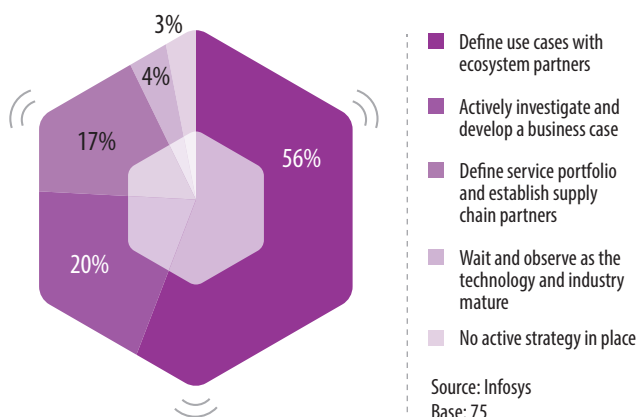 3%
4%
17%
56%
20%
Define use cases with
ecosystem partners
Actively investigate and
develop a business case
Define service portfolio
and establish supply
chain partners
Wait and observe as the
technology and industry
mature
No active strategy in place
Source: Infosys
Base: 75